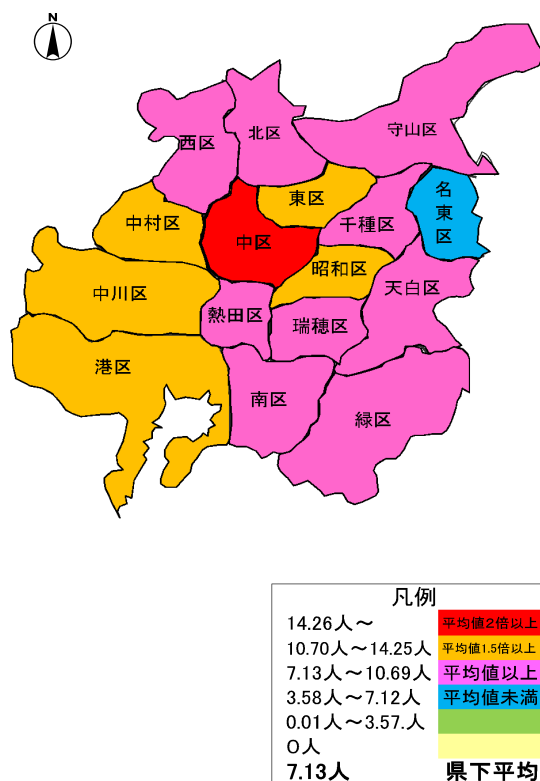 N
守山区
北区
西区
名東区
東区
千種区
中村区
中区
昭和区
天白区
中川区
熱田区
瑞穂区
港区
南区
緑区
凡例
14.26人～ 平均値2倍以上
10.70人～14.25人 平均値1.5倍以上
7.13人～10.69人 平均値以上
3.58人～7.12人 平均値未満
0.01人～3.57.人
0人
7.13人 県下平均